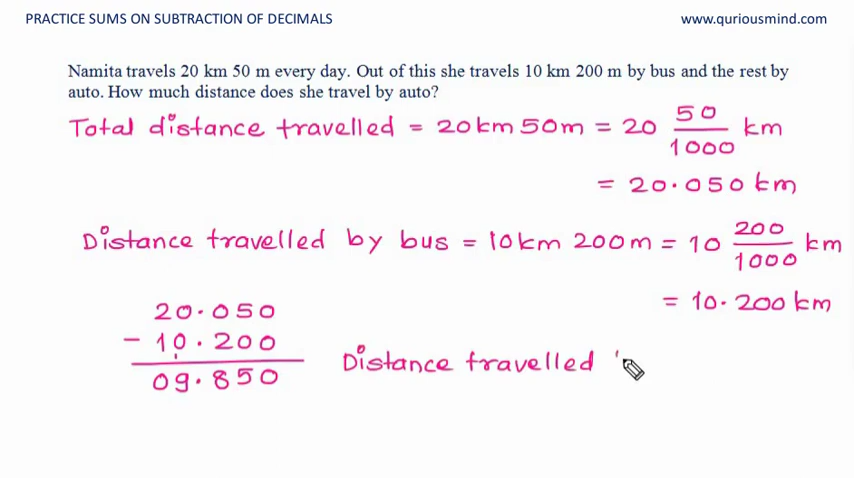 PRACTICE SUMS ON SUBTRACTION OF DECIMALS
www.quriousmind.com
Namita travels 20 km 50 m every day. Out of this she travels 10 km 200 m by bus and the rest by
auto. How much distance does she travel by auto?
Total distance travelled = 20km 50m = 20 50/1000 km
= 20.050 km
Distance travelled by bus = 10km 200m = 10 200/1000 km
= 10.200 km
20.050
- 10.200
09.850
Distance travelled